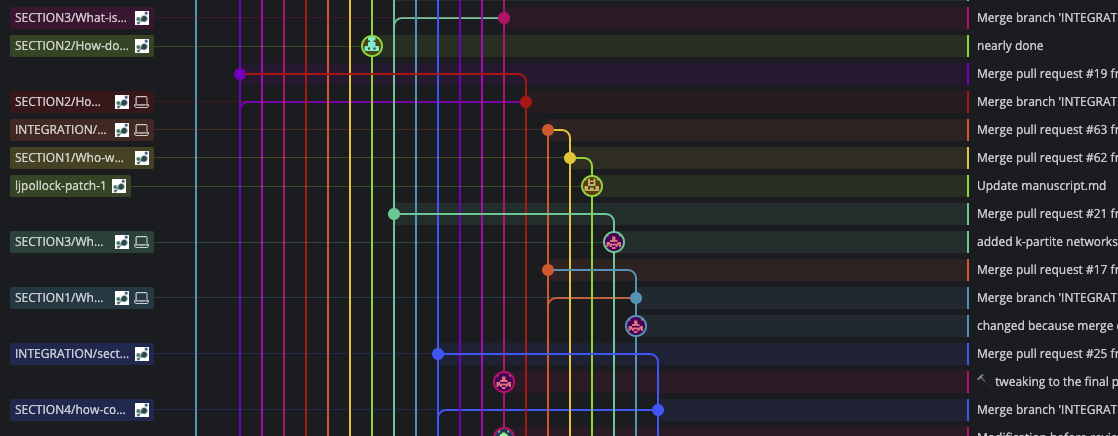 SECTION3/What-is... Merge branch 'INTEGRAT
SECTION2/How-do... nearly done
Merge pull request #19 fr
SECTION2/Ho... Merge branch 'INTEGRAT
INTEGRATION/... Merge pull request #63 fr
SECTION1/Who-w... Merge pull request #62 fr
ljpollock-patch-1 Update manuscript.md
Merge pull request #21 fr
SECTION3/Wh... added k-partite networks
Merge pull request #17 fr
SECTION1/Wh... Merge branch 'INTEGRAT
changed because merge
INTEGRATION/sect... Merge pull request #25 fr
tweaking to the final p
SECTION4/how-co... Merge branch 'INTEGRAT